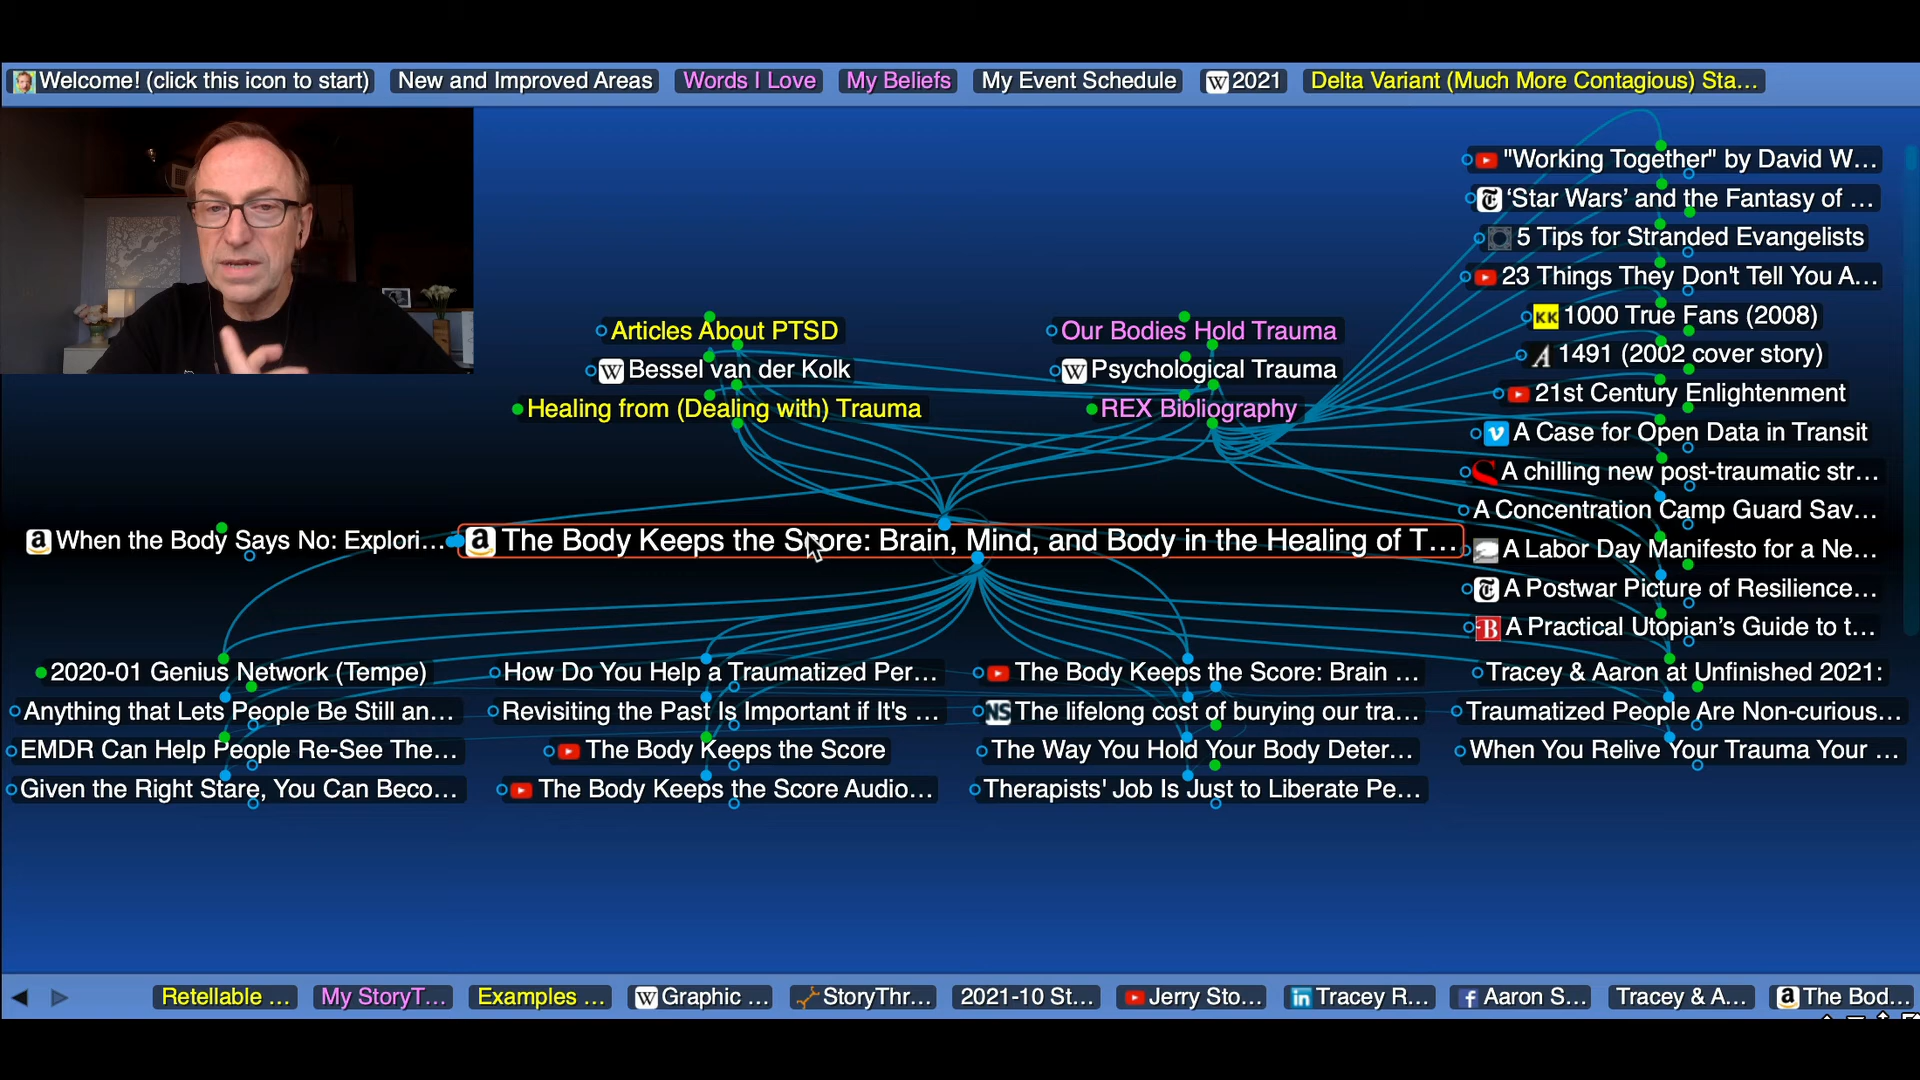 Welcome! (click this icon to start) New and Improved Areas Words I Love My Beliefs My Event Schedule W 2021 Delta Variant (Much More Contagious) Sta...
"Working Together" by David W...
'Star Wars' and the Fantasy of ...
5 Tips for Stranded Evangelists
23 Things They Don't Tell You A...
KK 1000 True Fans (2008)
A 1491 (2002 cover story)
21st Century Enlightenment
A Case for Open Data in Transit
A chilling new post-traumatic str...
A Concentration Camp Guard Sav...
A Labor Day Manifesto for a Ne...
A Postwar Picture of Resilience...
B A Practical Utopian's Guide to t...
Articles About PTSD
W Bessel van der Kolk
Healing from (Dealing with) Trauma
Our Bodies Hold Trauma
W Psychological Trauma
REX Bibliography
a When the Body Says No: Explori...
a The Body Keeps the Score: Brain, Mind, and Body in the Healing of T...
2020-01 Genius Network (Tempe)
Anything that Lets People Be Still an...
EMDR Can Help People Re-See The...
Given the Right Stare, You Can Beco...
How Do You Help a Traumatized Per...
Revisiting the Past Is Important if It's ...
The Body Keeps the Score
The Body Keeps the Score Audio...
The Body Keeps the Score: Brain ...
NS The lifelong cost of burying our tra...
The Way You Hold Your Body Deter...
Therapists' Job Is Just to Liberate Pe...
Tracey & Aaron at Unfinished 2021:
Traumatized People Are Non-curious...
When You Relive Your Trauma Your ...
Retellable ... My StoryT... Examples ... W Graphic ... StoryThr... 2021-10 St... Jerry Sto... in Tracey R... f Aaron S... Tracey & A... a The Bod...